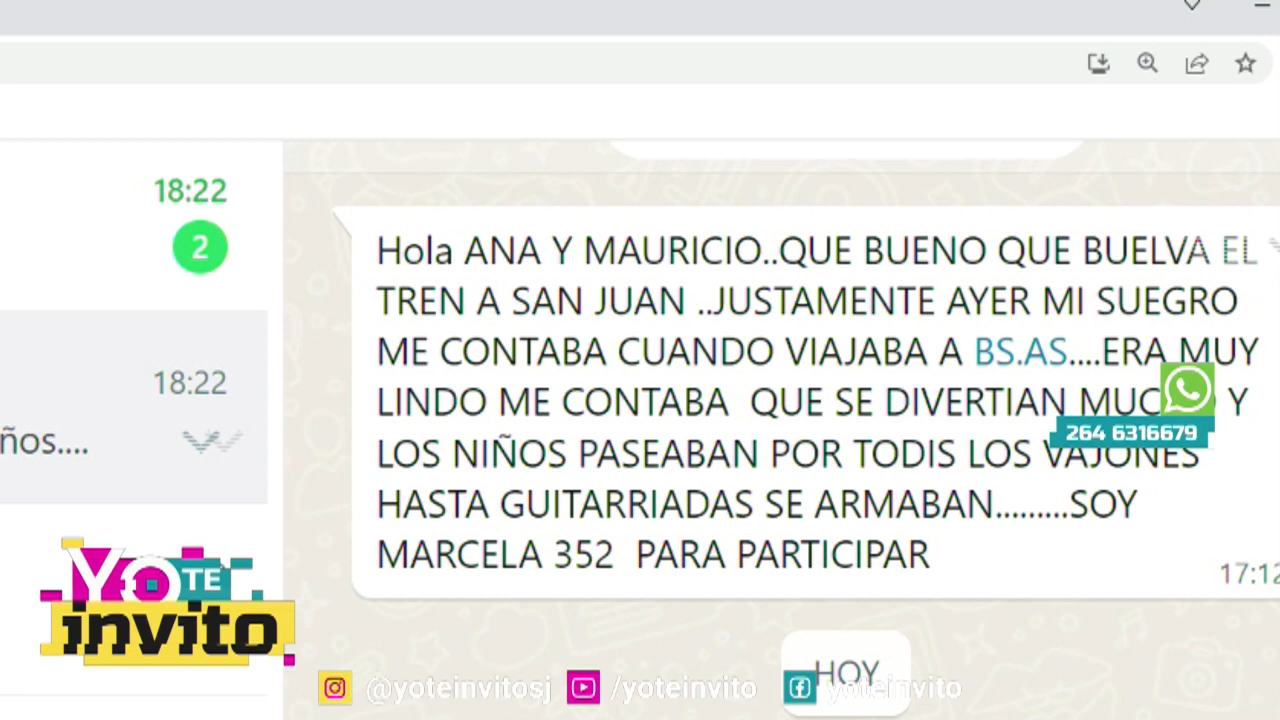 18:22
2
18:22
ños....
Hola ANA Y MAURICIO..QUE BUENO QUE BUELVA EL
TREN A SAN JUAN ..JUSTAMENTE AYER MI SUEGRO
ME CONTABA CUANDO VIAJABA A BS.AS....ERA MUY
LINDO ME CONTABA QUE SE DIVERTIAN MUC Y
264 6316679
LOS NIÑOS PASEABAN POR TODIS LOS VAJONES
HASTA GUITARRIADAS SE ARMABAN.........SOY
MARCELA 352 PARA PARTICIPAR
17:12
YO TE
invito
HOY
@yoteinvitosj /yoteinvito yoteinvito